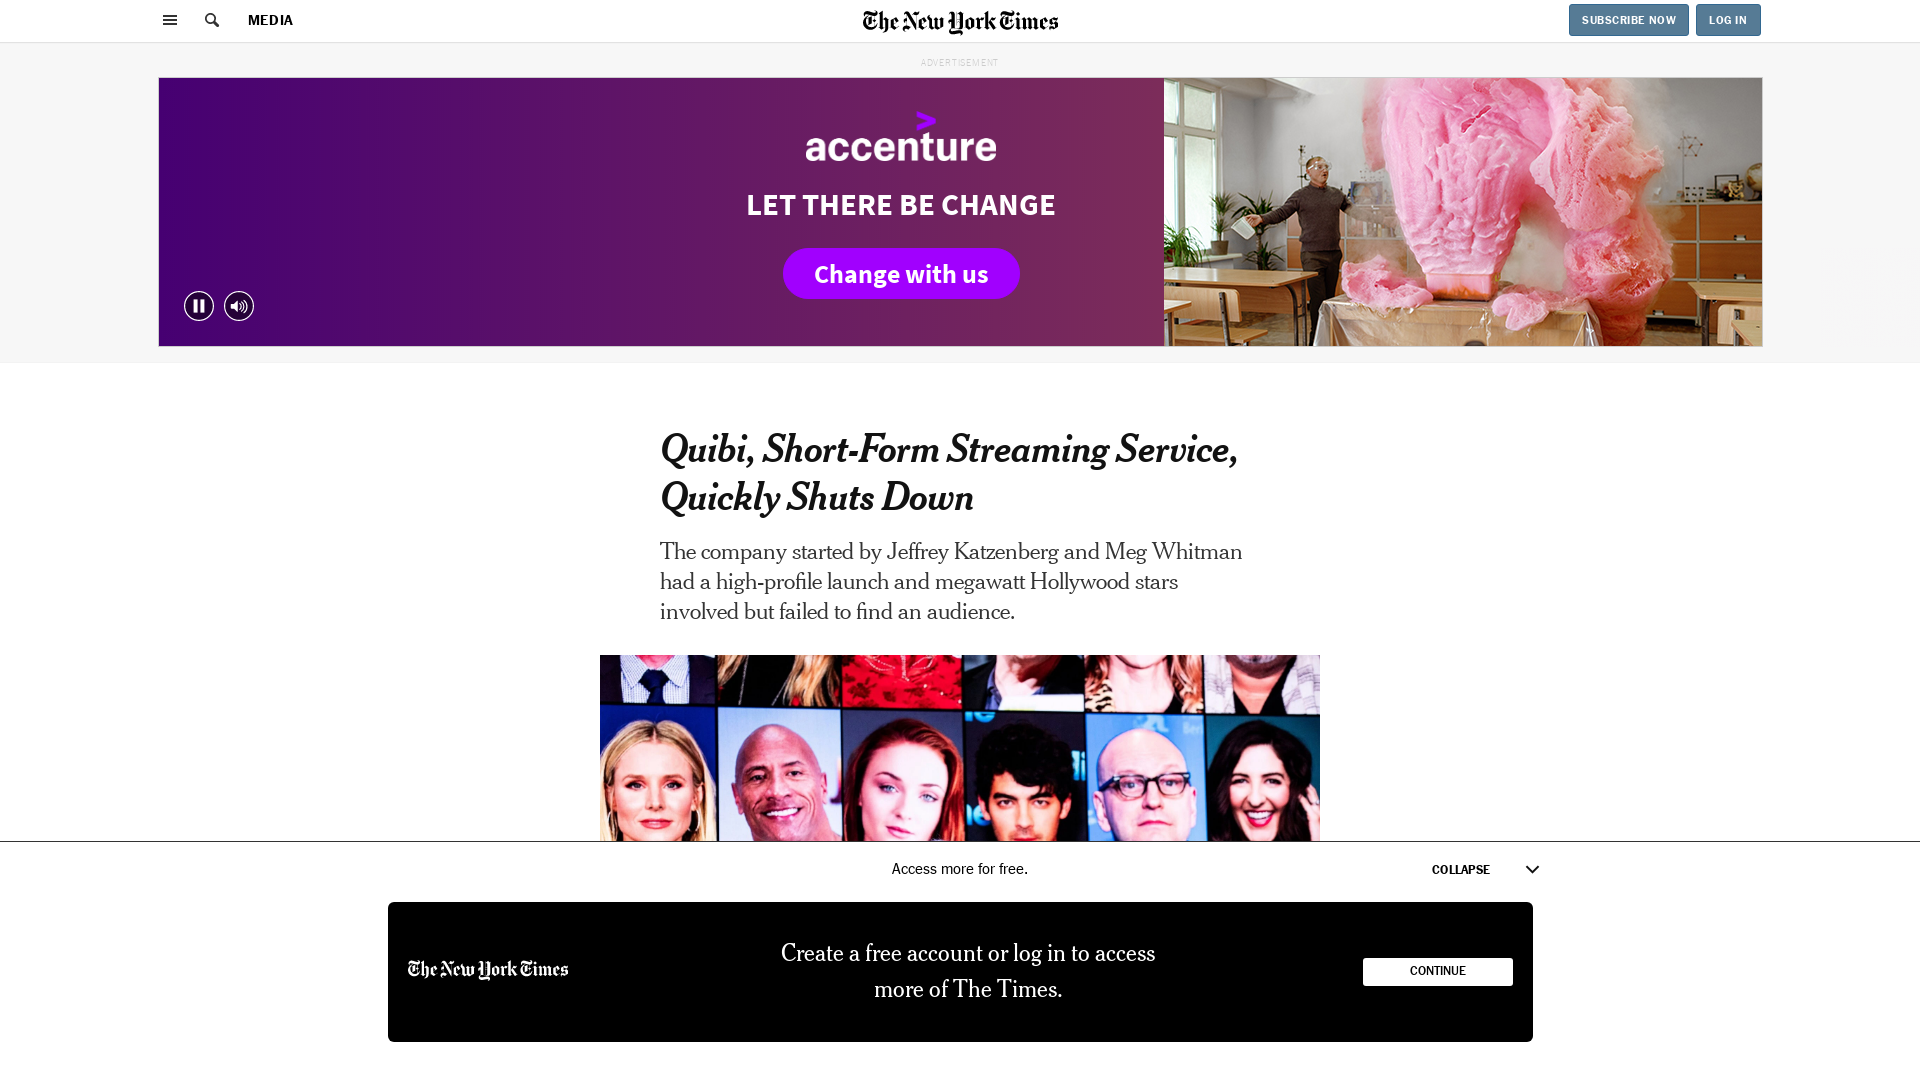 MEDIA
The New York Times
SUBSCRIBE NOW
LOG IN
ADVERTISEMENT
>
accenture
LET THERE BE CHANGE
Change with us
Quibi, Short-Form Streaming Service,
Quickly Shuts Down
The company started by Jeffrey Katzenberg and Meg Whitman
had a high-profile launch and megawatt Hollywood stars
involved but failed to find an audience.
Access more for free.
COLLAPSE
The New York Times
Create a free account or log in to access
more of The Times.
CONTINUE